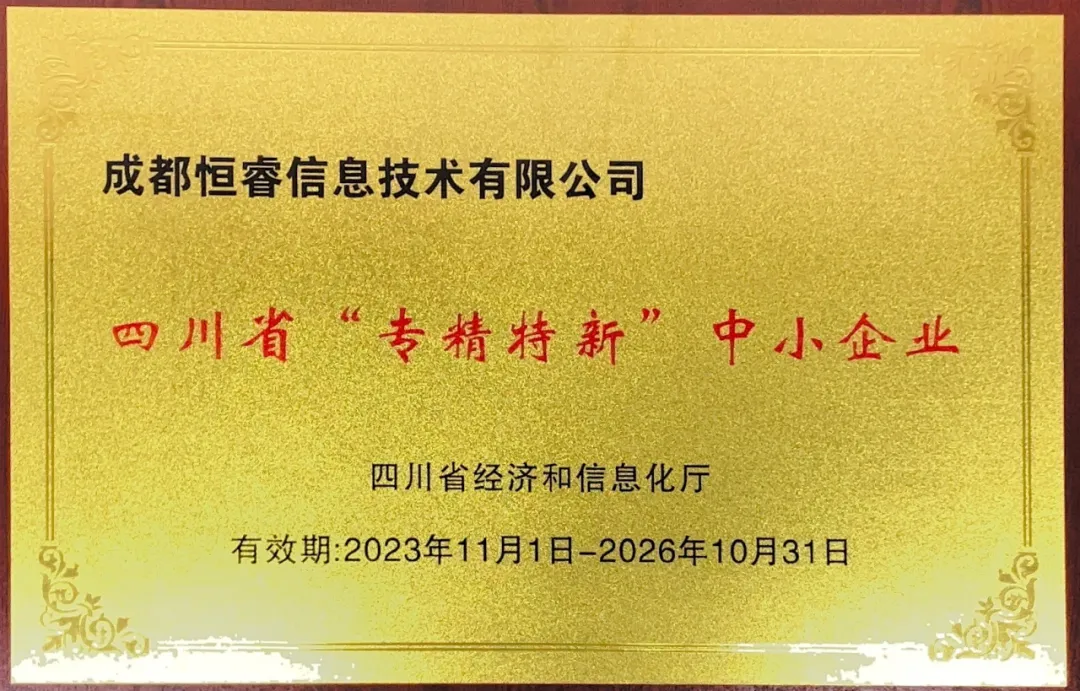 成都恒睿信息技术有限公司
四川省“专精特新”中小企业
四川省经济和信息化厅
有效期:2023年11月1日-2026年10月31日